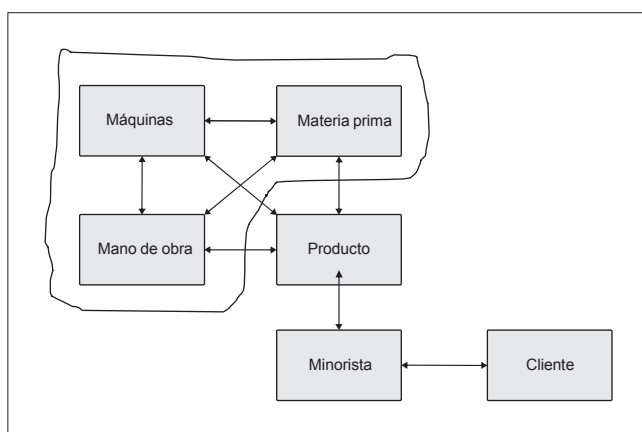 Máquinas
Materia prima
Mano de obra
Producto
Minorista
Cliente